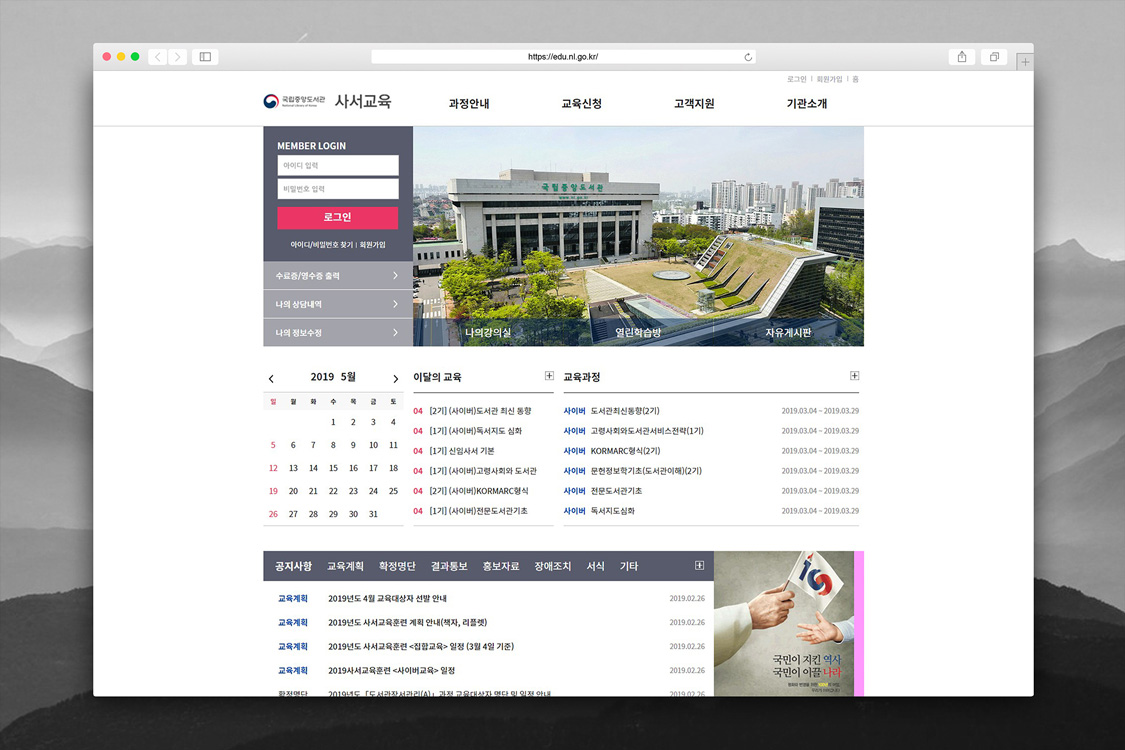 https://edu.nl.go.kr/
로그인 | 회원가입 | 홈
국립중앙도서관 사서교육
National Library of Korea
과정안내 교육신청 고객지원 기관소개
MEMBER LOGIN
아이디 입력
비밀번호 입력
로그인
아이디/비밀번호 찾기 | 회원가입
수료증/영수증 출력
나의 상담내역
나의 정보수정
국립중앙도서관
나의강의실 열린학습방 자유게시판
2019 5월
일 월 화 수 목 금 토
1 2 3 4
5 6 7 8 9 10 11
12 13 14 15 16 17 18
19 20 21 22 23 24 25
26 27 28 29 30 31
이달의 교육
04 [2기] (사이버)도서관 최신 동향
04 [1기] (사이버)독서지도 심화
04 [1기] 신임사서 기본
04 [1기] (사이버)고령사회와 도서관
04 [2기] (사이버)KORMARC형식
04 [1기] (사이버)전문도서관기초
교육과정
사이버 도서관최신동향(2기) 2019.03.04 ~ 2019.03.29
사이버 고령사회와도서관서비스전략(1기) 2019.03.04 ~ 2019.03.29
사이버 KORMARC형식(2기) 2019.03.04 ~ 2019.03.29
사이버 문헌정보학기초(도서관이해)(2기) 2019.03.04 ~ 2019.03.29
사이버 전문도서관기초 2019.03.04 ~ 2019.03.29
사이버 독서지도심화 2019.03.04 ~ 2019.03.29
공지사항 교육계획 확정명단 결과통보 홍보자료 장애조치 서식 기타
교육계획 2019년도 4월 교육대상자 선발 안내 2019.02.26
교육계획 2019년도 사서교육훈련 계획 안내(책자, 리플렛) 2019.02.26
교육계획 2019년도 사서교육훈련 <집합교육> 일정 (3월 4일 기준) 2019.02.26
교육계획 2019사서교육훈련 <사이버교육> 일정 2019.02.26
확정명단 2019년도 「도서관장서관리(A)」 과정 교육대상자 명단 및 일정 안내 2019.02.26
100
국민이 지킨 역사
국민이 이끌 나라